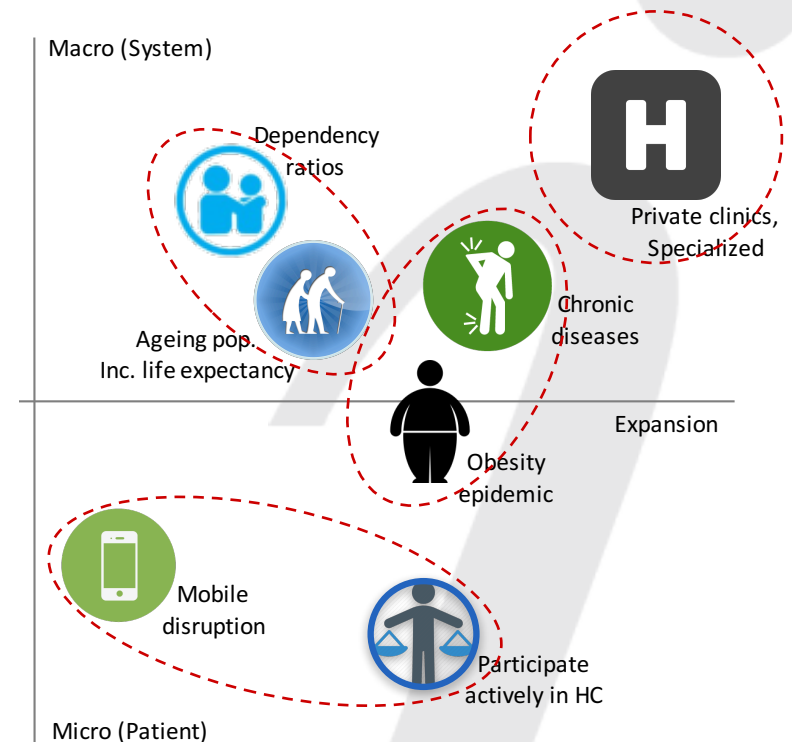 Macro (System)
Dependency
ratios
H
Private clinics,
Specialized
Chronic
diseases
Ageing pop.
Inc. life expectancy
Expansion
Obesity
epidemic
Mobile
disruption
Participate
actively in HC
Micro (Patient)